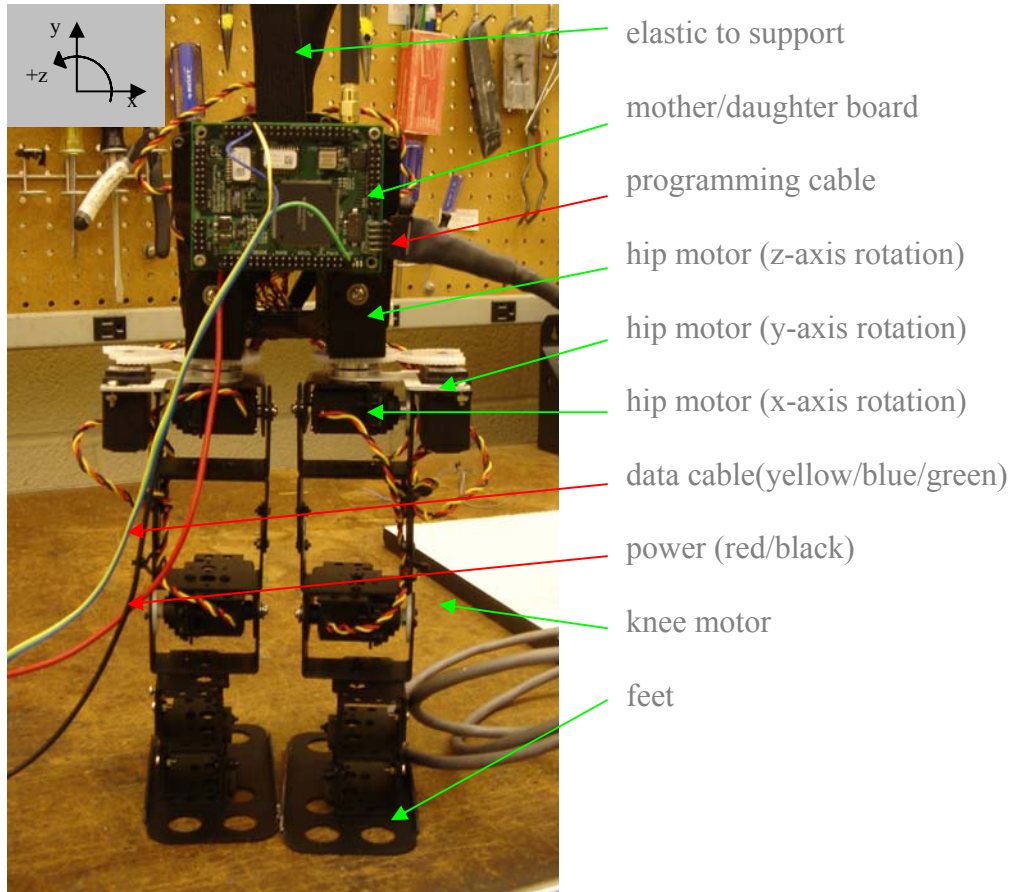 y
+z
x
elastic to support
mother/daughter board
programming cable
hip motor (z-axis rotation)
hip motor (y-axis rotation)
hip motor (x-axis rotation)
data cable(yellow/blue/green)
power (red/black)
knee motor
feet